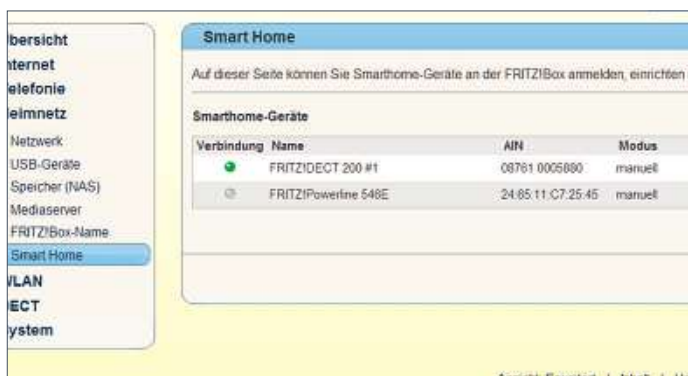 bersicht
nternet
elefonie
eimnetz
Netzwerk
USB-Geräte
Speicher (NAS)
Mediaserver
FRITZ!Box-Name
Smart Home
LAN
ECT
ystem
Smart Home
Auf dieser Seite können Sie Smarthome-Geräte an der FRITZ!Box anmelden, einrichten
Smarthome-Geräte
Verbindung Name AIN Modus
FRITZ!DECT 200 #1 08761 0005880 manuell
FRITZ!Powerline 546E 24:65:11:C7:25:45 manuell